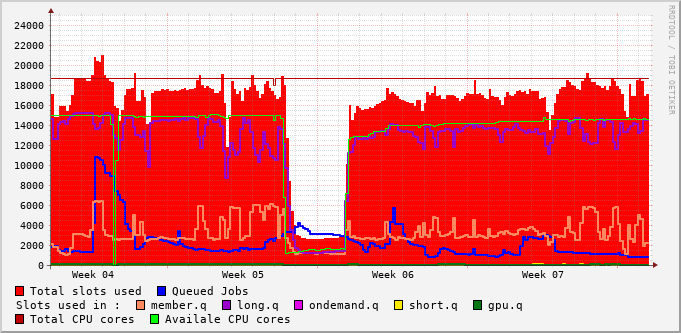 24000
22000
20000
18000
16000
14000
12000
10000
8000
6000
4000
2000
0
Week 04 Week 05 Week 06 Week 07
RRDTOOL / TOBI OETIKER
Total slots used Queued Jobs
Slots used in : member.q long.q ondemand.q short.q gpu.q
Total CPU cores Availale CPU cores